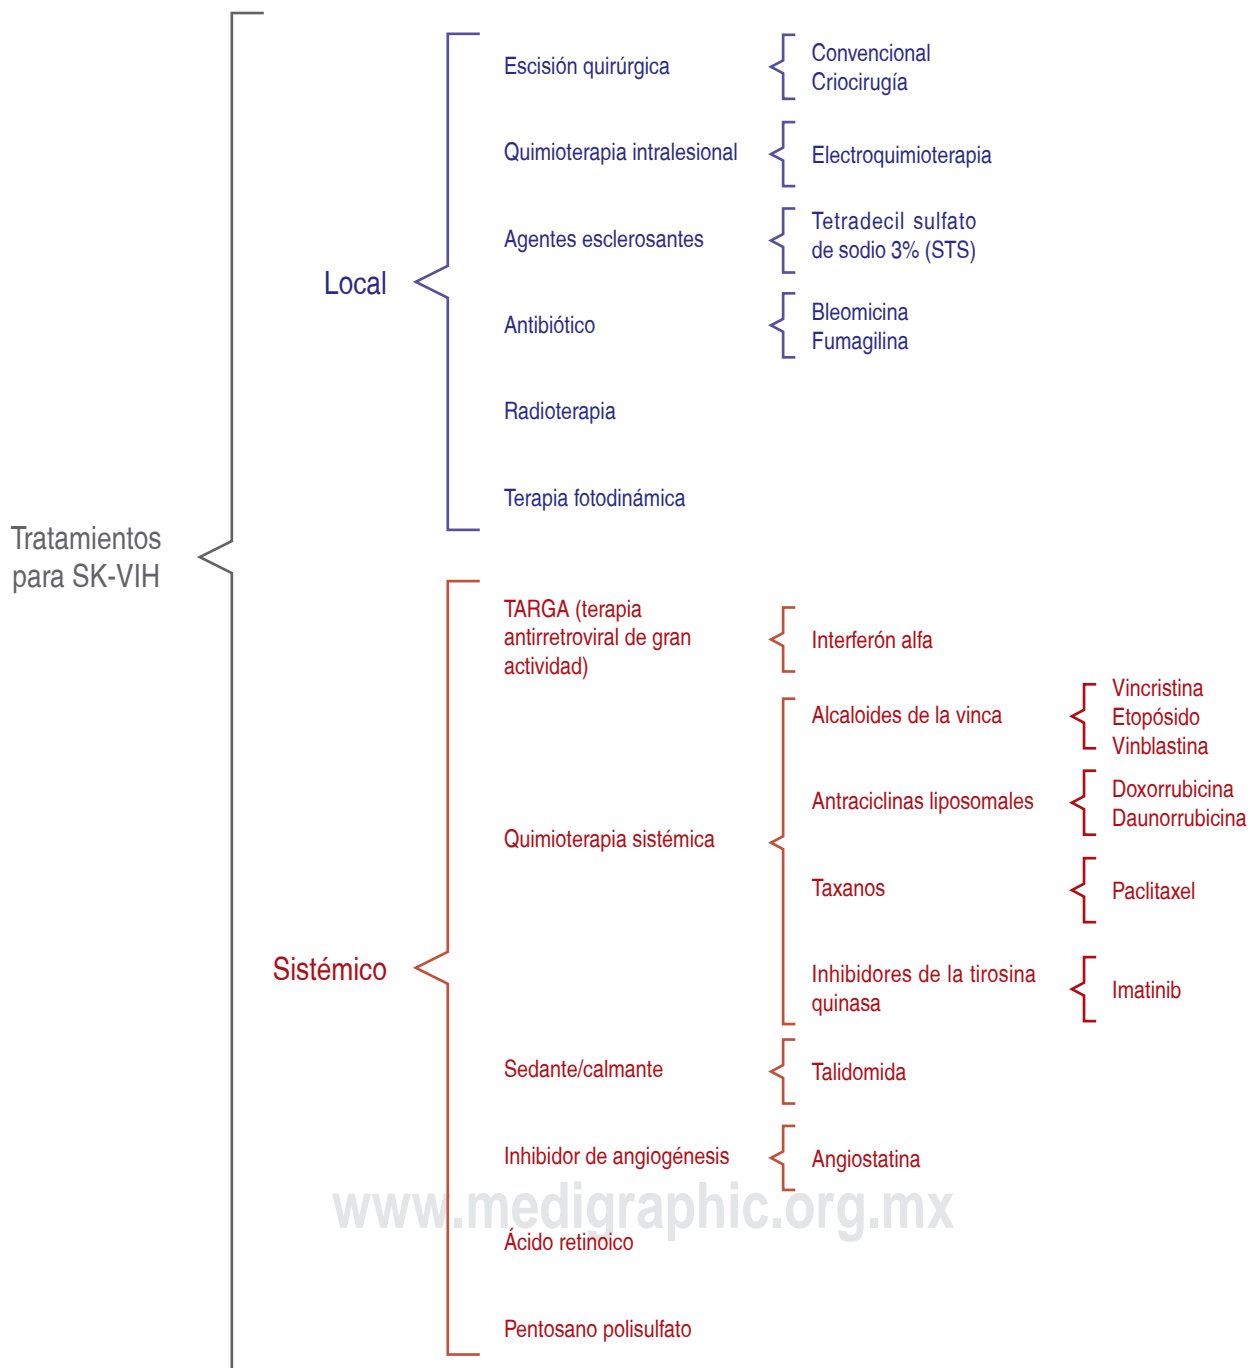 Tratamientos
para SK-VIH
Local
Escisión quirúrgica
Convencional
Criocirugía
Quimioterapia intralesional
Electroquimioterapia
Agentes esclerosantes
Tetradecil sulfato
de sodio 3% (STS)
Antibiótico
Bleomicina
Fumagilina
Radioterapia
Terapia fotodinámica
Sistémico
TARGA (terapia
antirretroviral de gran
actividad)
Interferón alfa
Quimioterapia sistémica
Alcaloides de la vinca
Vincristina
Etopósido
Vinblastina
Antraciclinas liposomales
Doxorrubicina
Daunorrubicina
Taxanos
Paclitaxel
Inhibidores de la tirosina
quinasa
Imatinib
Sedante/calmante
Talidomida
Inhibidor de angiogénesis
Angiostatina
www.medigraphic.org.mx
Ácido retinoico
Pentosano polisulfato